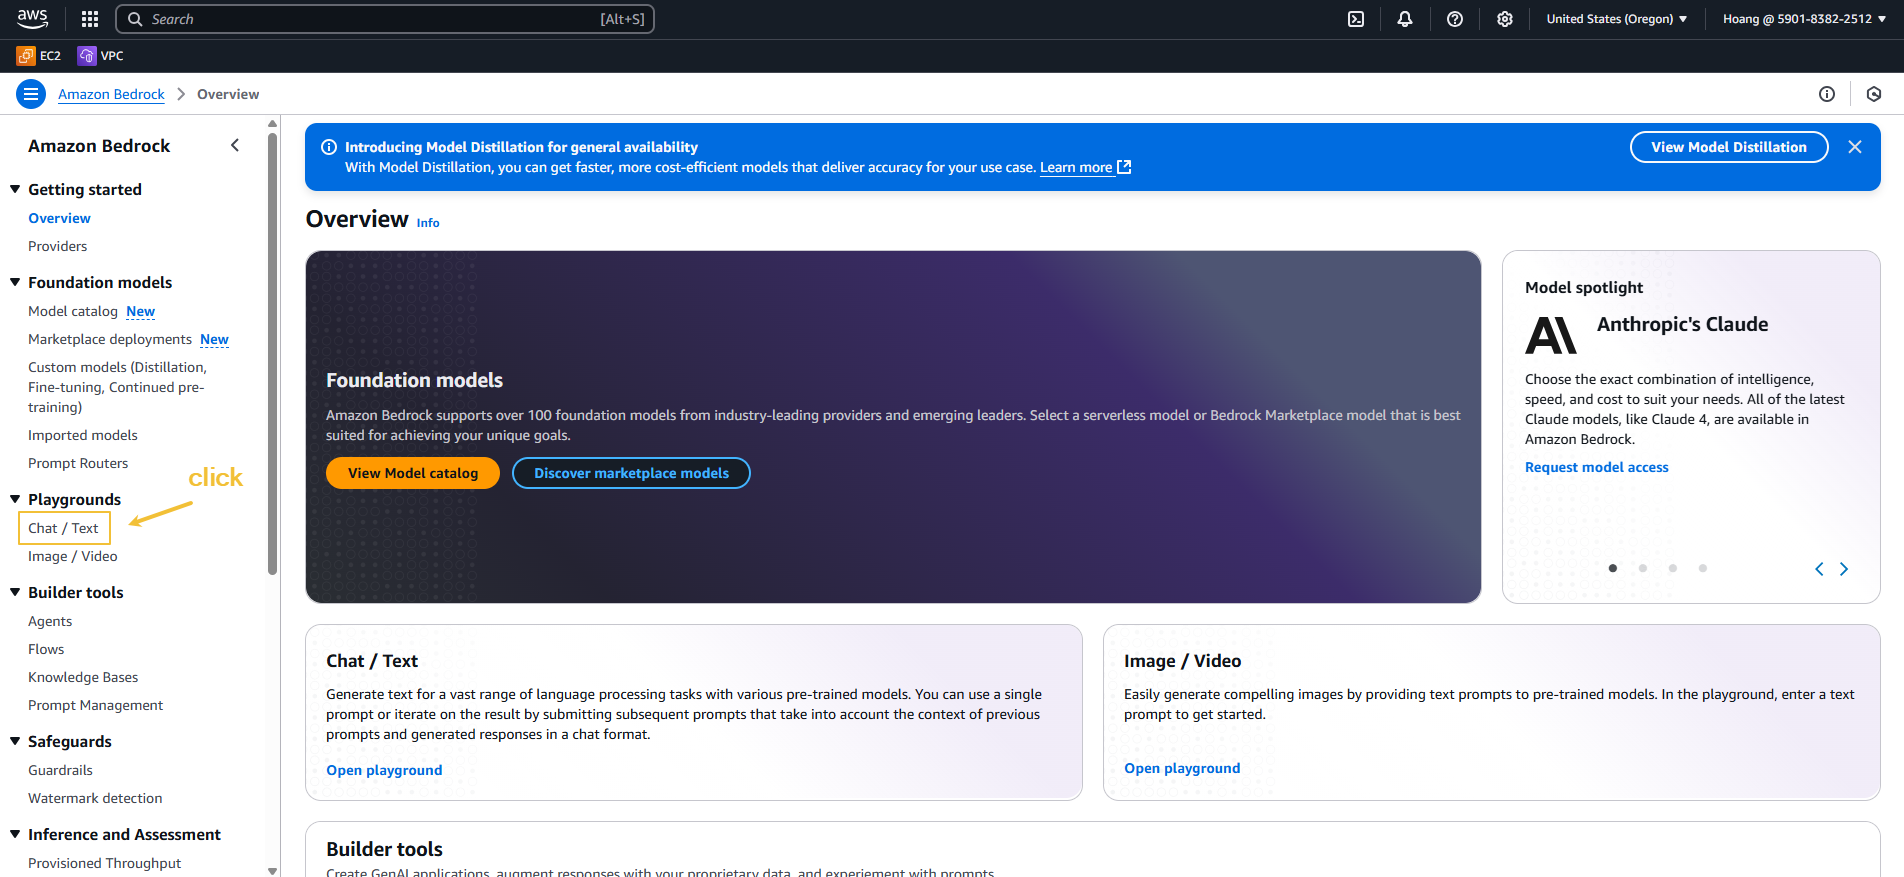 aws
Search [Alt+S]
United States (Oregon)
Hoang @ 5901-8382-2512
EC2
VPC
Amazon Bedrock
Overview
Amazon Bedrock
Getting started
Overview
Providers
Foundation models
Model catalog New
Marketplace deployments New
Custom models (Distillation,
Fine-tuning, Continued pre-
training)
Imported models
Prompt Routers
click
Playgrounds
Chat / Text
Image / Video
Builder tools
Agents
Flows
Knowledge Bases
Prompt Management
Safeguards
Guardrails
Watermark detection
Inference and Assessment
Provisioned Throughput
Introducing Model Distillation for general availability
With Model Distillation, you can get faster, more cost-efficient models that deliver accuracy for your use case. Learn more
View Model Distillation
Overview Info
Foundation models
Amazon Bedrock supports over 100 foundation models from industry-leading providers and emerging leaders. Select a serverless model or Bedrock Marketplace model that is best
suited for achieving your unique goals.
View Model catalog
Discover marketplace models
Model spotlight
Anthropic's Claude
Choose the exact combination of intelligence,
speed, and cost to suit your needs. All of the latest
Claude models, like Claude 4, are available in
Amazon Bedrock.
Request model access
Chat / Text
Generate text for a vast range of language processing tasks with various pre-trained models. You can use a single
prompt or iterate on the result by submitting subsequent prompts that take into account the context of previous
prompts and generated responses in a chat format.
Open playground
Image / Video
Easily generate compelling images by providing text prompts to pre-trained models. In the playground, enter a text
prompt to get started.
Open playground
Builder tools
Create GenAI applications, augment responses with your proprietary data, and experiement with prompts